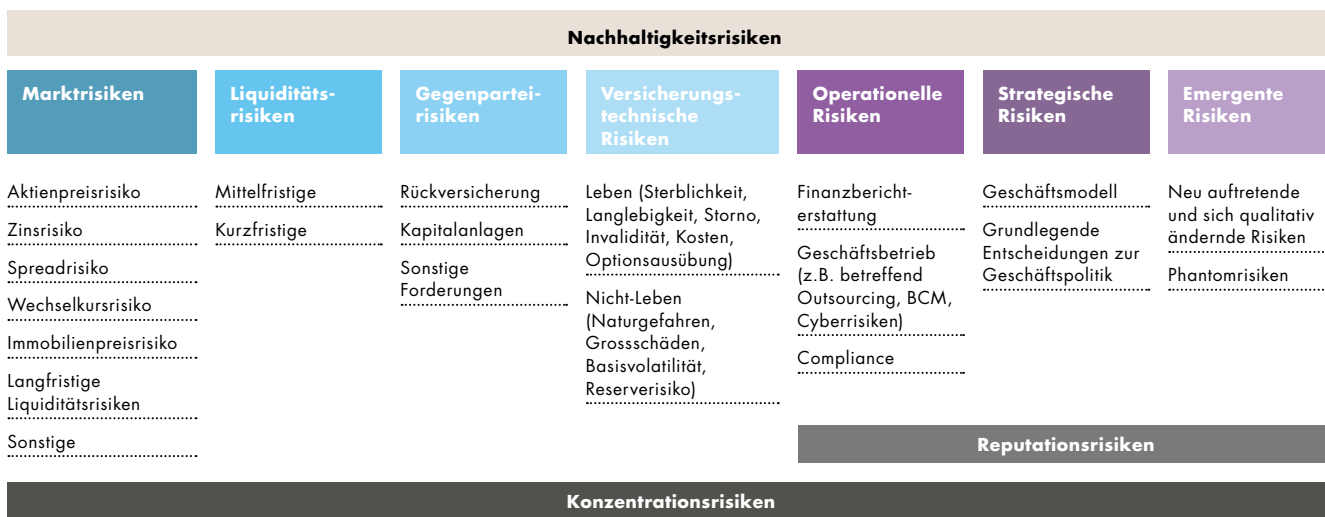 Nachhaltigkeitsrisiken
Marktrisiken
Aktienpreisrisiko
Zinsrisiko
Spreadrisiko
Wechselkursrisiko
Immobilienpreisrisiko
Langfristige
Liquiditätsrisiken
Sonstige
Liquiditäts-
risiken
Mittelfristige
Kurzfristige
Gegenpartei-
risiken
Rückversicherung
Kapitalanlagen
Sonstige
Forderungen
Versicherungs-
technische
Risiken
Leben (Sterblichkeit,
Langlebigkeit, Storno,
Invalidität, Kosten,
Optionsausübung)
Nicht-Leben
(Naturgefahren,
Grossschäden,
Basisvolatilität,
Reserverisiko)
Operationelle
Risiken
Finanzbericht-
erstattung
Geschäftsbetrieb
(z.B. betreffend
Outsourcing, BCM,
Cyberrisiken)
Compliance
Strategische
Risiken
Geschäftsmodell
Grundlegende
Entscheidungen zur
Geschäftspolitik
Emergente
Risiken
Neu auftretende
und sich qualitativ
ändernde Risiken
Phantomrisiken
Reputationsrisiken
Konzentrationsrisiken